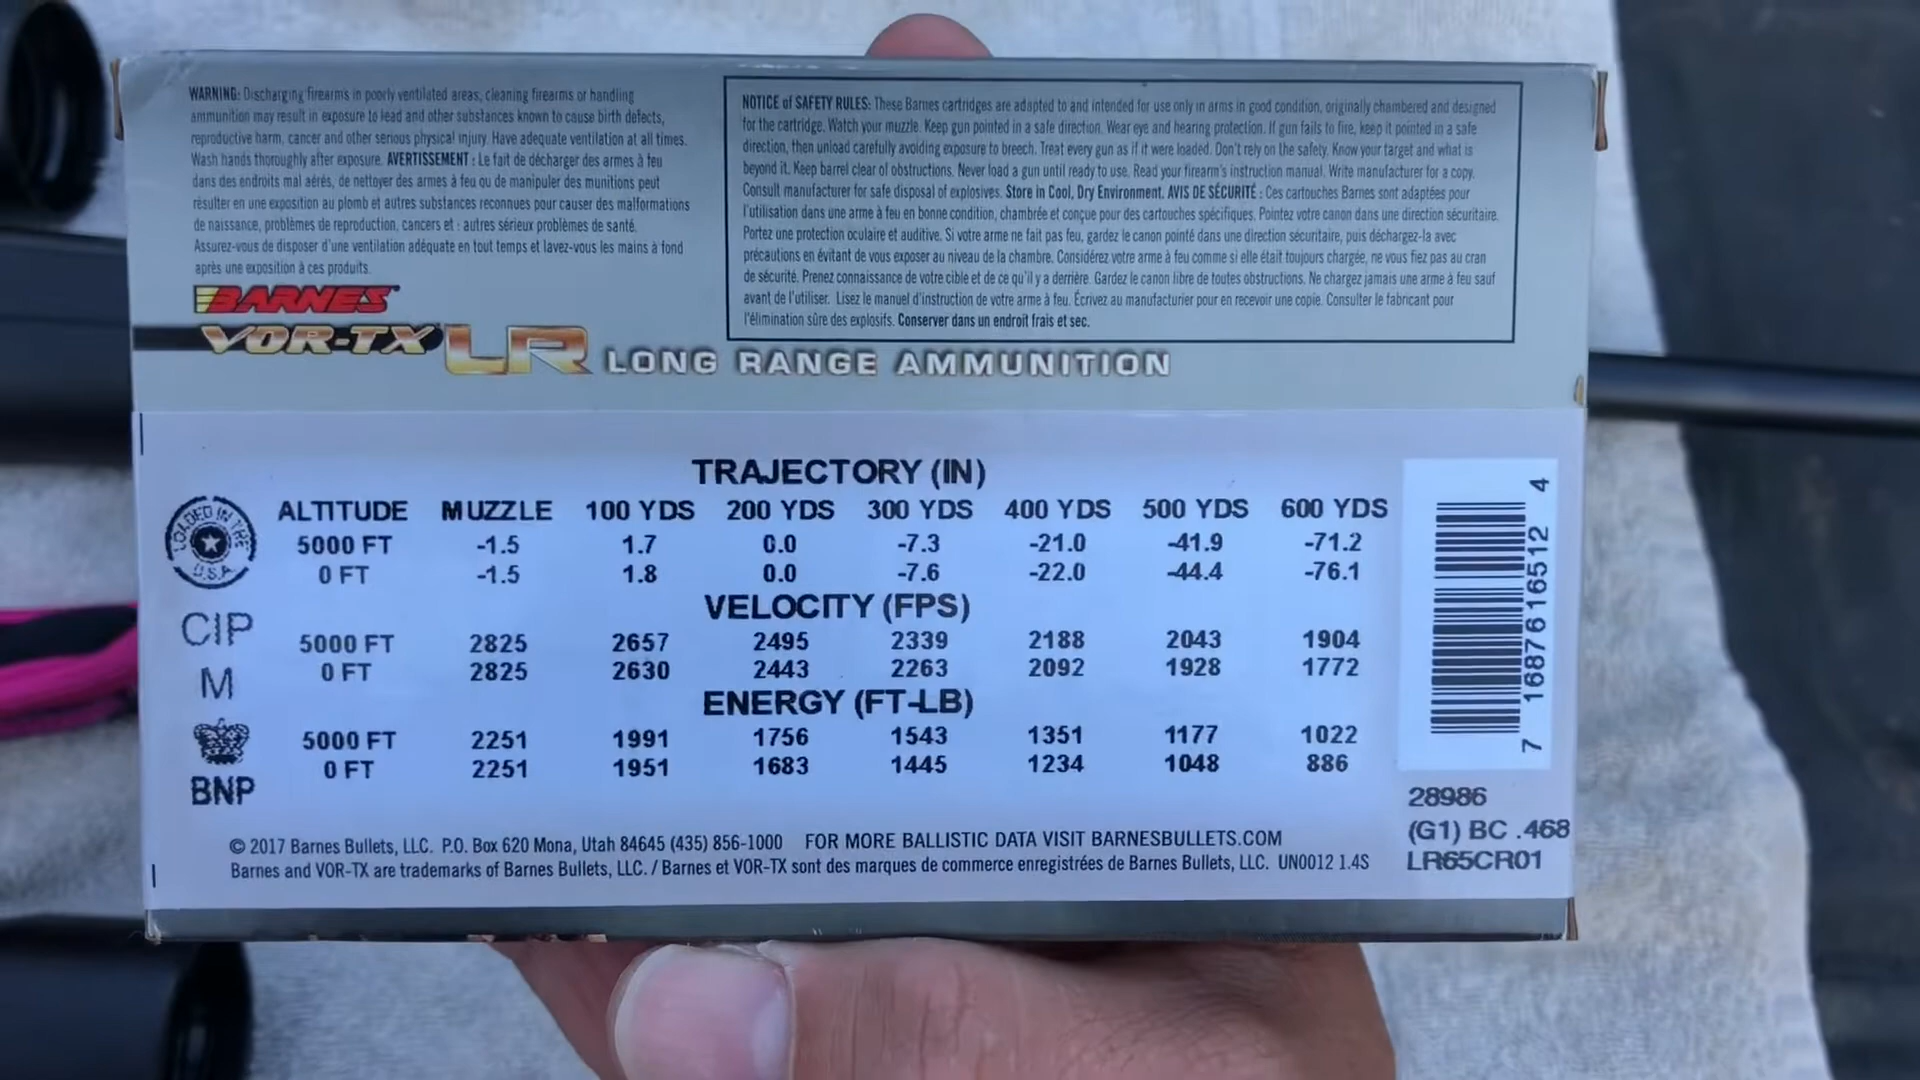 WARNING: Discharging firearms in poorly ventilated areas, cleaning firearms or handling
ammunition may result in exposure to lead and other substances known to cause birth defects,
reproductive harm, cancer and other serious physical injury. Have adequate ventilation at all times.
Wash hands thoroughly after exposure. AVERTISSEMENT : Le fait de décharger des armes à feu
dans des endroits mal aérés, de nettoyer des armes à feu ou de manipuler des munitions peut
résulter en une exposition au plomb et autres substances reconnues pour causer des malformations
de naissance, problèmes de reproduction, cancers et : autres sérieux problèmes de santé.
Assurez-vous de disposer d'une ventilation adéquate en tout temps et lavez-vous les mains à fond
après une exposition à ces produits.
NOTICE of SAFETY RULES: These Barnes cartridges are adapted to and intended for use only in arms in good condition, originally chambered and designed
for the cartridge. Watch your muzzle. Keep gun pointed in a safe direction. Wear eye and hearing protection. If gun fails to fire, keep it pointed in a safe
direction, then unload carefully avoiding exposure to breech. Treat every gun as if it were loaded. Don't rely on the safety. Know your target and what is
beyond it. Keep barrel clear of obstructions. Never load a gun until ready to use. Read your firearm's instruction manual. Write manufacturer for a copy.
Consult manufacturer for safe disposal of explosives. Store in Cool, Dry Environment. AVIS DE SÉCURITÉ : Ces cartouches Barnes sont adaptées pour
l'utilisation dans une arme à feu en bonne condition, chambrée et conçue pour des cartouches spécifiques. Pointez votre canon dans une direction sécuritaire.
Portez une protection oculaire et auditive. Si votre arme ne fait pas feu, gardez le canon pointé dans une direction sécuritaire, puis déchargez-la avec
précautions en évitant de vous exposer au niveau de la chambre. Considérez votre arme à feu comme si elle était toujours chargée, ne vous fiez pas au cran
de sécurité. Prenez connaissance de votre cible et de ce qu'il y a derrière. Gardez le canon libre de toutes obstructions. Ne chargez jamais une arme à feu sauf
avant de l'utiliser. Lisez le manuel d'instruction de votre arme à feu. Écrivez au manufacturier pour en recevoir une copie. Consulter le fabricant pour
l'élimination sûre des explosifs. Conserver dans un endroit frais et sec.
BARNES
VOR-TX LR LONG RANGE AMMUNITION
TRAJECTORY (IN)
ALTITUDE MUZZLE 100 YDS 200 YDS 300 YDS 400 YDS 500 YDS 600 YDS
5000 FT -1.5 1.7 0.0 -7.3 -21.0 -41.9 -71.2
0 FT -1.5 1.8 0.0 -7.6 -22.0 -44.4 -76.1
VELOCITY (FPS)
5000 FT 2825 2657 2495 2339 2188 2043 1904
0 FT 2825 2630 2443 2263 2092 1928 1772
ENERGY (FT-LB)
5000 FT 2251 1991 1756 1543 1351 1177 1022
0 FT 2251 1951 1683 1445 1234 1048 886
LOADED IN THE U.S.A.
CIP
M
BNP
7 16876 16512 4
28986
(G1) BC .468
LR65CR01
© 2017 Barnes Bullets, LLC. P.O. Box 620 Mona, Utah 84645 (435) 856-1000 FOR MORE BALLISTIC DATA VISIT BARNESBULLETS.COM
Barnes and VOR-TX are trademarks of Barnes Bullets, LLC. / Barnes et VOR-TX sont des marques de commerce enregistrées de Barnes Bullets, LLC. UN0012 1.4S